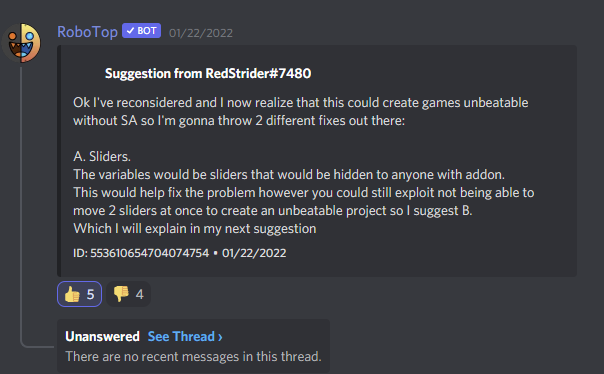 RoboTop ✓ BOT 01/22/2022
Suggestion from RedStrider#7480
Ok I've reconsidered and I now realize that this could create games unbeatable
without SA so I'm gonna throw 2 different fixes out there:
A. Sliders.
The variables would be sliders that would be hidden to anyone with addon.
This would help fix the problem however you could still exploit not being able to
move 2 sliders at once to create an unbeatable project so I suggest B.
Which I will explain in my next suggestion
ID: 553610654704074754 • 01/22/2022
👍 5 👎 4
Unanswered See Thread ›
There are no recent messages in this thread.